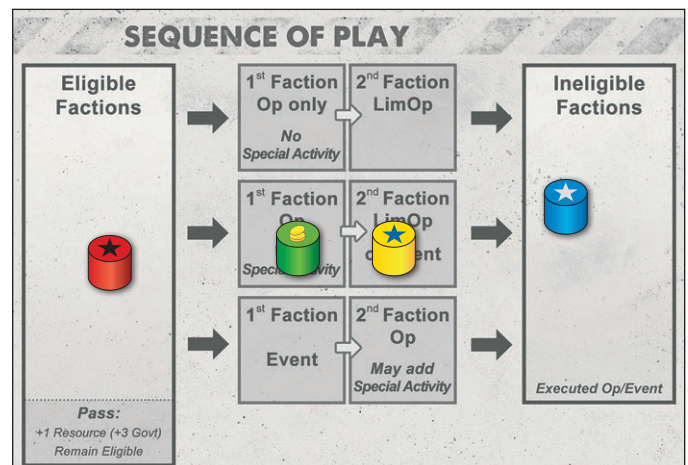 SEQUENCE OF PLAY
Eligible
Factions
Pass:
+1 Resource (+3 Govt)
Remain Eligible
1st Faction
Op only
No
Special Activity
2nd Faction
LimOp
1st Faction
Special Activity
2nd Faction
LimOp
1st Faction
Event
2nd Faction
Op
May add
Special Activity
Ineligible
Factions
Executed Op/Event